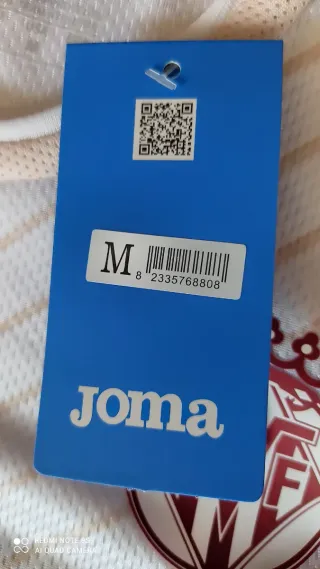 M
8 2335768808
Joma
REDMI NOTE 8T
AI QUAD CAMERA